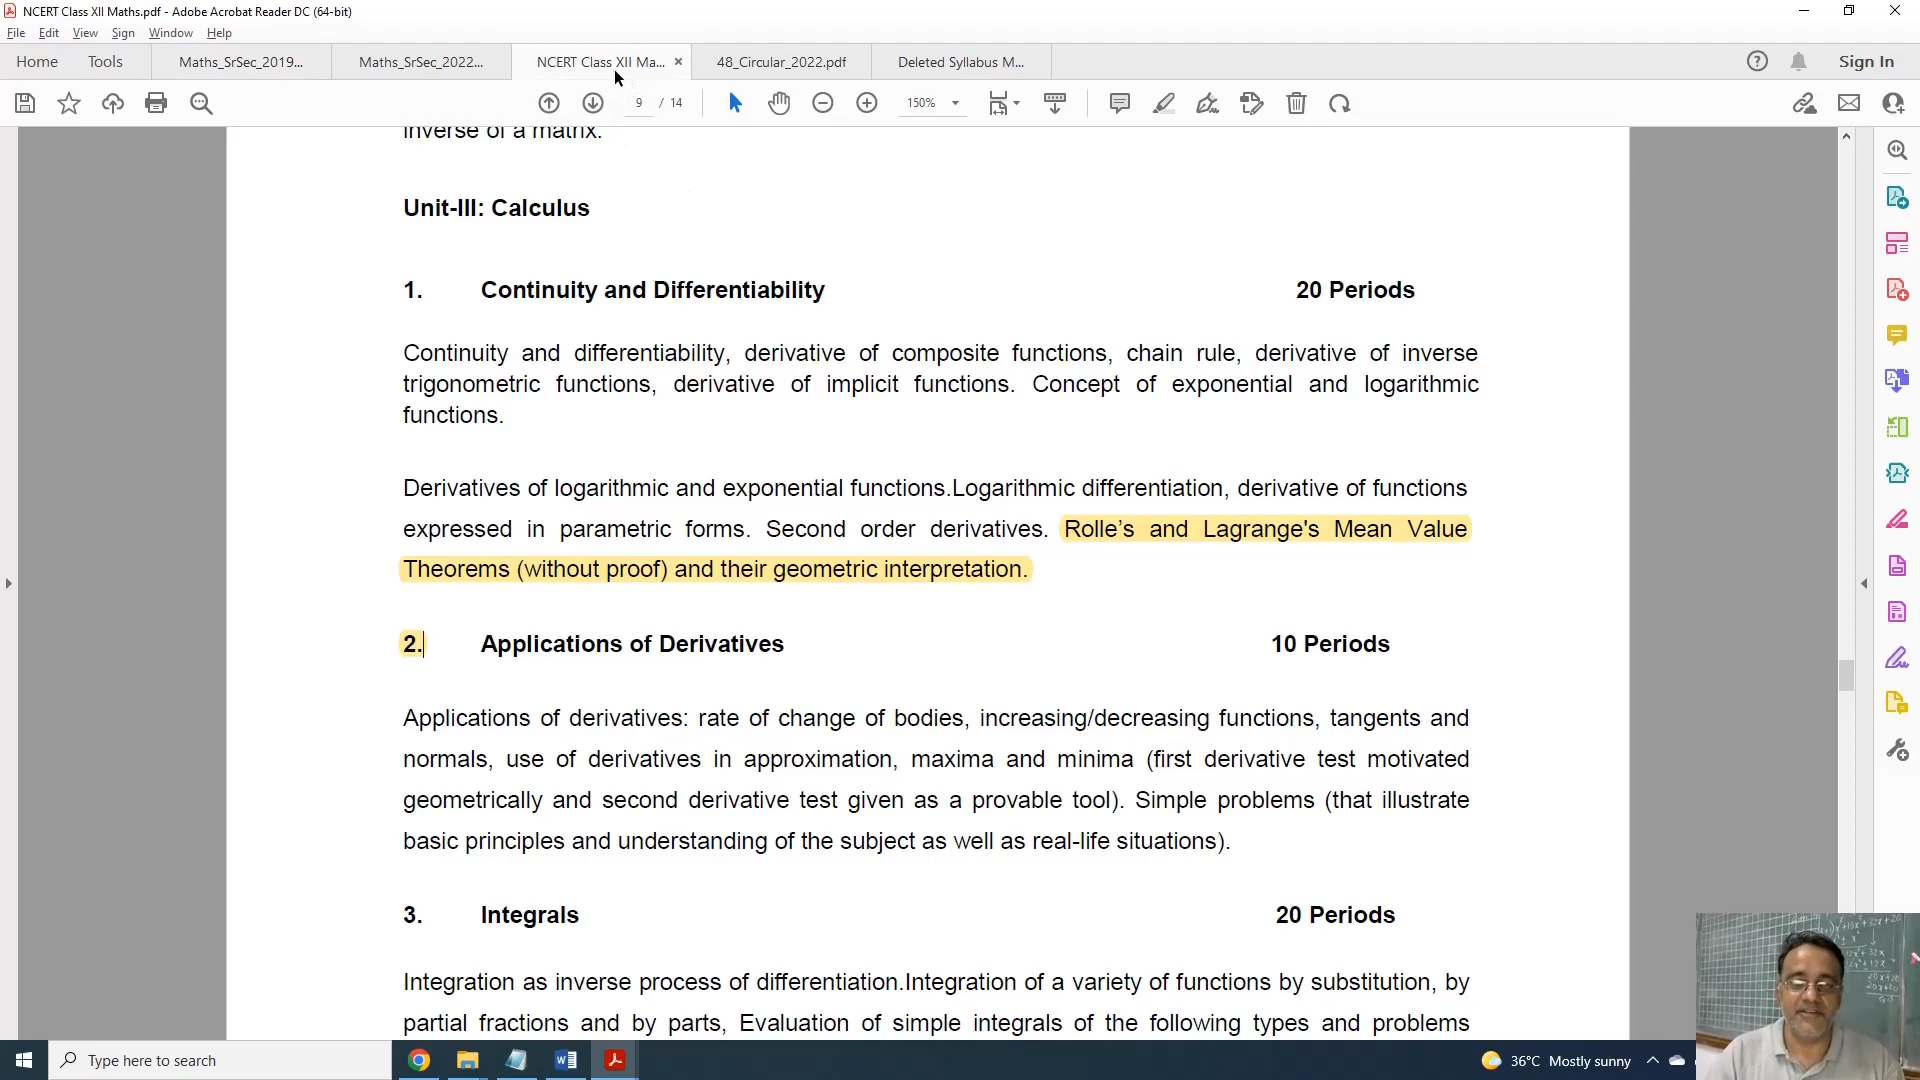 NCERT Class XII Maths.pdf - Adobe Acrobat Reader DC (64-bit)
File Edit View Sign Window Help
Home Tools Maths_SrSec_2019... Maths_SrSec_2022... NCERT Class XII Ma... × 48_Circular_2022.pdf Deleted Syllabus M... Sign In
9 / 14 150%
inverse of a matrix.
Unit-III: Calculus
1. Continuity and Differentiability 20 Periods
Continuity and differentiability, derivative of composite functions, chain rule, derivative of inverse
trigonometric functions, derivative of implicit functions. Concept of exponential and logarithmic
functions.
Derivatives of logarithmic and exponential functions.Logarithmic differentiation, derivative of functions
expressed in parametric forms. Second order derivatives. Rolle’s and Lagrange's Mean Value
Theorems (without proof) and their geometric interpretation.
2. Applications of Derivatives 10 Periods
Applications of derivatives: rate of change of bodies, increasing/decreasing functions, tangents and
normals, use of derivatives in approximation, maxima and minima (first derivative test motivated
geometrically and second derivative test given as a provable tool). Simple problems (that illustrate
basic principles and understanding of the subject as well as real-life situations).
3. Integrals 20 Periods
Integration as inverse process of differentiation.Integration of a variety of functions by substitution, by
partial fractions and by parts, Evaluation of simple integrals of the following types and problems
Type here to search
36°C Mostly sunny